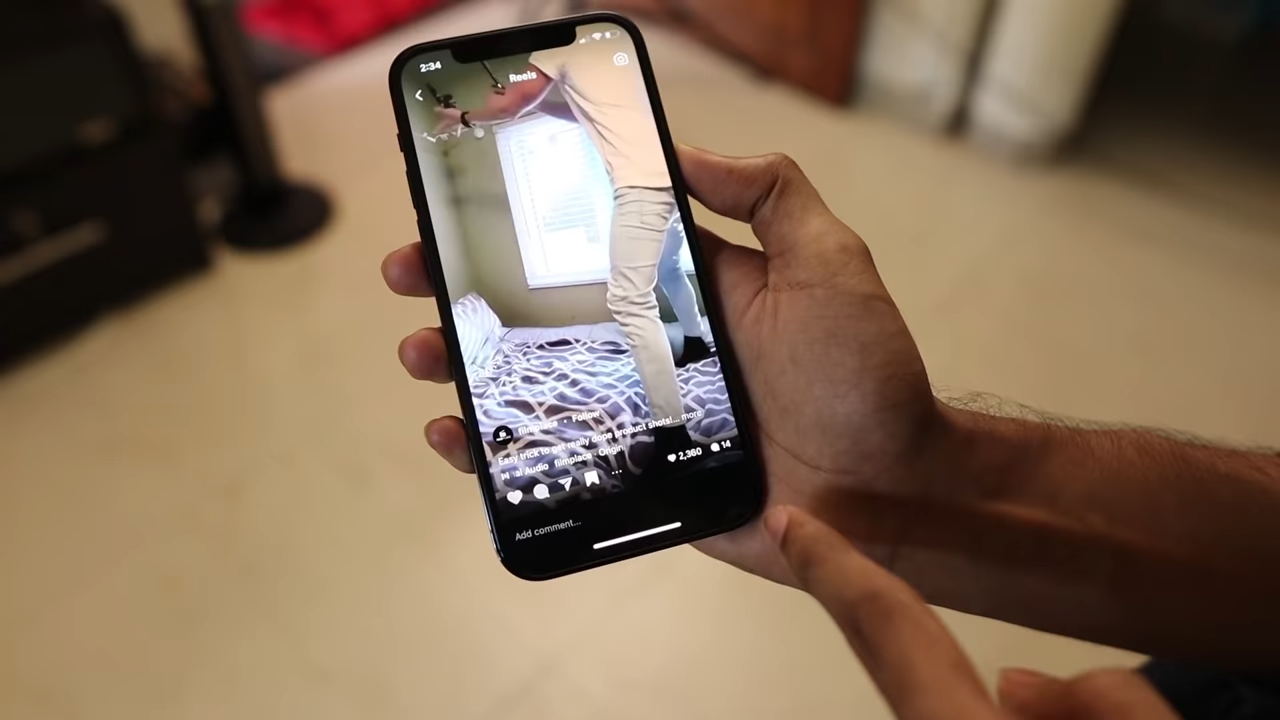 2:34
Reels
filmplace • Follow
Easy trick to get really dope product shots!... more
al Audio filmplace · Origin
2,360 14
Add comment...